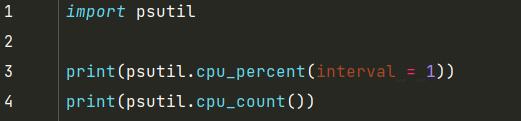 1 import psutil
2
3 print(psutil.cpu_percent(interval = 1))
4 print(psutil.cpu_count())